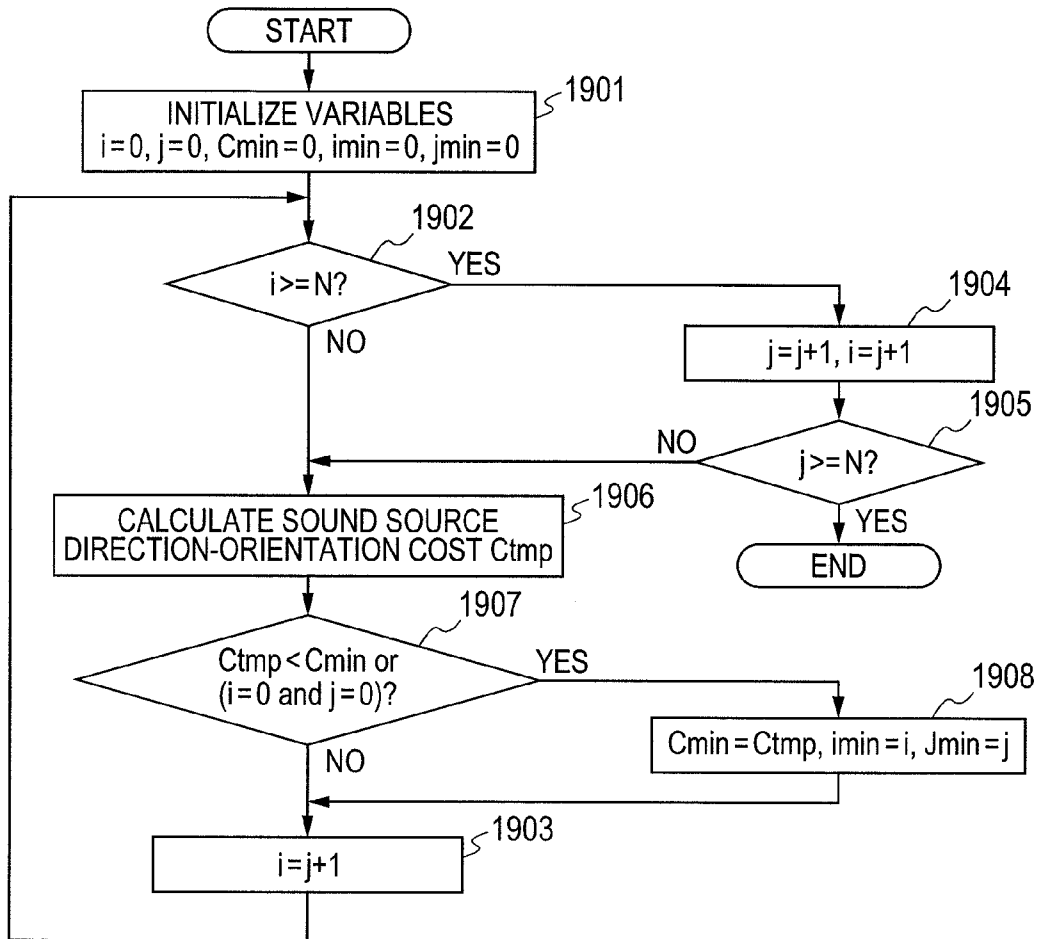 START
1901
INITIALIZE VARIABLES
i=0, j=0, Cmin=0, imin=0, jmin=0
1902
i>=N?
YES
NO
1904
j=j+1, i=j+1
1905
j>=N?
NO
YES
END
1906
CALCULATE SOUND SOURCE
DIRECTION-ORIENTATION COST Ctmp
1907
Ctmp<Cmin or
(i=0 and j=0)?
YES
NO
1908
Cmin=Ctmp, imin=i, Jmin=j
1903
i=j+1